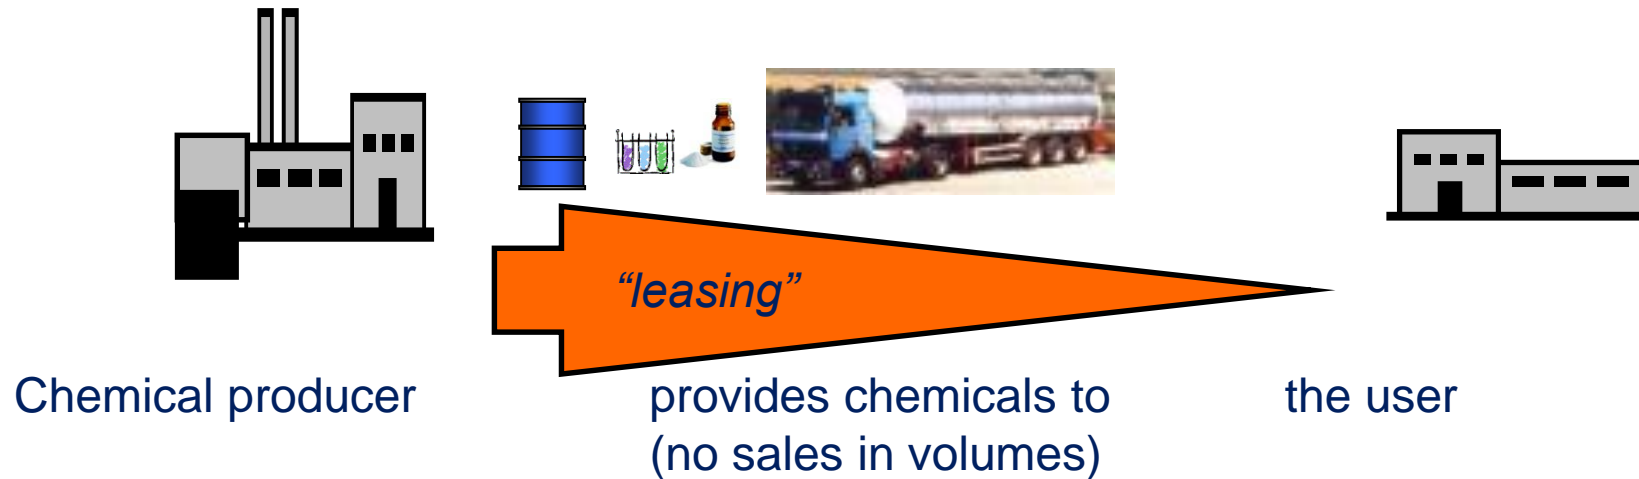 “leasing”
Chemical producer provides chemicals to the user
(no sales in volumes)